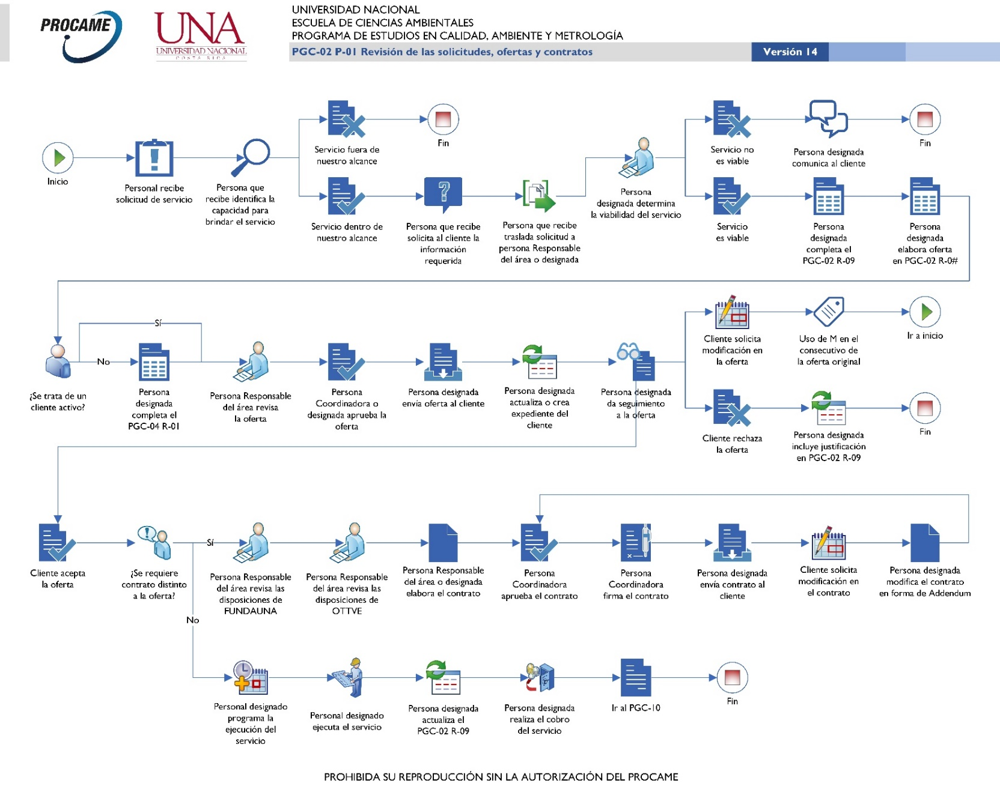 PROCAME
UNA
UNIVERSIDAD NACIONAL
COSTA RICA
UNIVERSIDAD NACIONAL
ESCUELA DE CIENCIAS AMBIENTALES
PROGRAMA DE ESTUDIOS EN CALIDAD, AMBIENTE Y METROLOGÍA
PGC-02 P-01 Revisión de las solicitudes, ofertas y contratos
Versión 14
Inicio
Personal recibe
solicitud de servicio
Persona que
recibe identifica la
capacidad para
brindar el servicio
Servicio fuera de
nuestro alcance
Fin
Servicio dentro de
nuestro alcance
Persona que recibe
solicita al cliente la
información
requerida
Persona que recibe
traslada solicitud a
persona Responsable
del área o designada
Persona
designada determina
la viabilidad del servicio
Servicio no
es viable
Persona designada
comunica al cliente
Fin
Servicio
es viable
Persona
designada
completa el
PGC-02 R-09
Persona
designada
elabora oferta
en PGC-02 R-0#
¿Se trata de un
cliente activo?
Sí
No
Persona
designada
completa el
PGC-04 R-01
Persona Responsable
del área revisa
la oferta
Persona
Coordinadora o
designada aprueba la
oferta
Persona designada
envía oferta al cliente
Persona designada
actualiza o crea
expediente del
cliente
Persona designada
da seguimiento
a la oferta
Cliente solicita
modificación en
la oferta
Uso de M en el
consecutivo de
la oferta original
Ir a inicio
Cliente rechaza
la oferta
Persona designada
incluye justificación
en PGC-02 R-09
Fin
Cliente acepta
la oferta
¿Se requiere
contrato distinto
a la oferta?
Sí
No
Persona Responsable
del área revisa las
disposiciones de
FUNDAUNA
Persona Responsable
del área revisa las
disposiciones de
OTTVE
Persona Responsable
del área o designada
elabora el contrato
Persona
Coordinadora
aprueba el contrato
Persona
Coordinadora
firma el contrato
Persona designada
envía contrato al
cliente
Cliente solicita
modificación en
el contrato
Persona designada
modifica el contrato
en forma de Addendum
Personal designado
programa la
ejecución del
servicio
Personal designado
ejecuta el servicio
Persona designada
actualiza el
PGC-02 R-09
Persona designada
realiza el cobro
del servicio
Ir al PGC-10
Fin
PROHIBIDA SU REPRODUCCIÓN SIN LA AUTORIZACIÓN DEL PROCAME